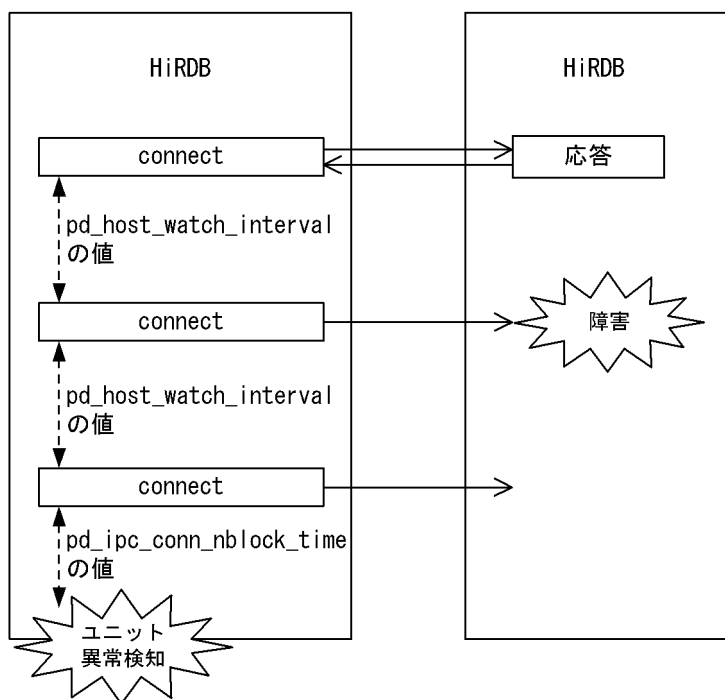 HiRDB
HiRDB
connect
応答
pd_host_watch_interval
の値
connect
障害
pd_host_watch_interval
の値
connect
pd_ipc_conn_nblock_time
の値
ユニット
異常検知